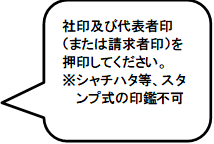 社印及び代表者印
（または請求者印）を
押印してください。
※シャチハタ等、スタ
ンプ式の印鑑不可